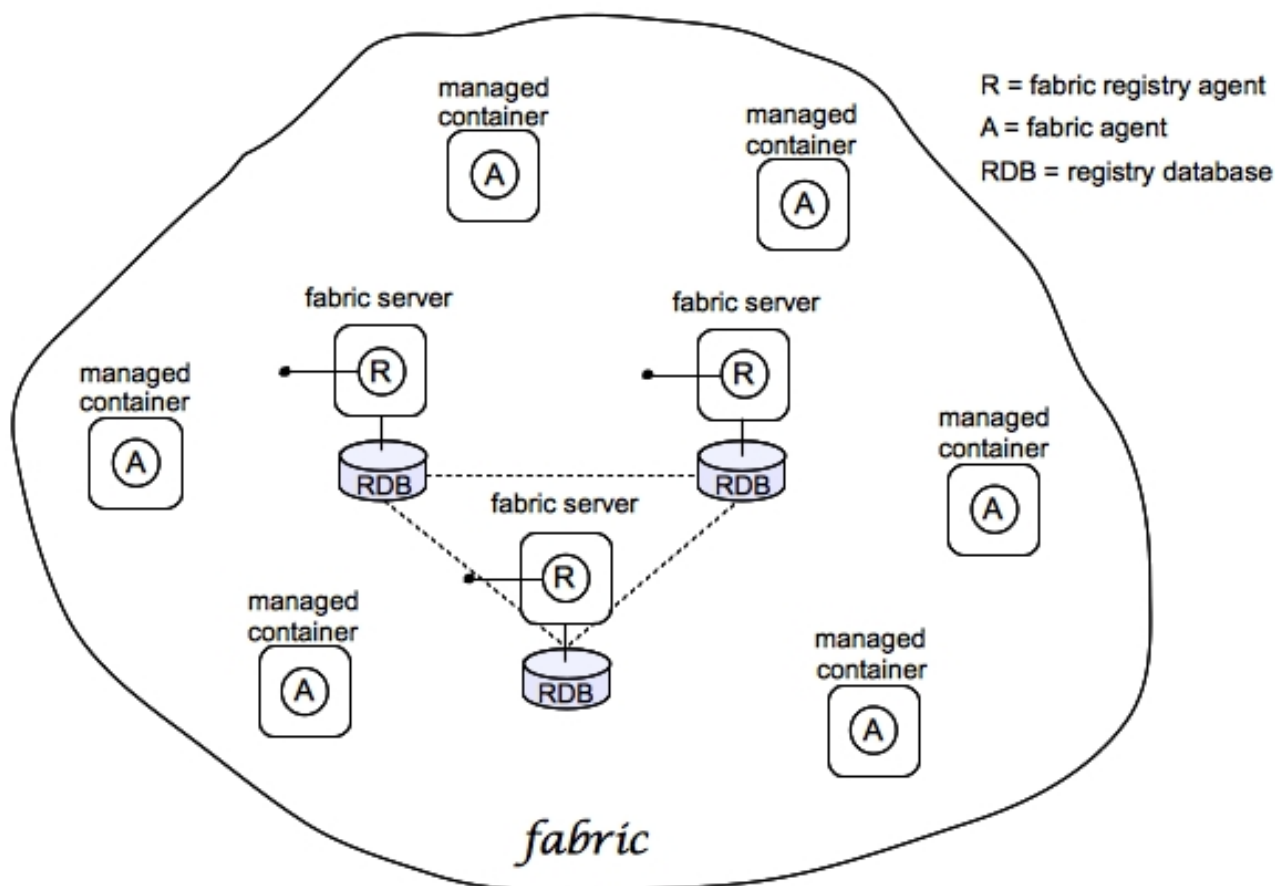 managed
container
A
managed
container
A
R = fabric registry agent
A = fabric agent
RDB = registry database
fabric server
R
RDB
fabric server
R
RDB
managed
container
A
managed
container
A
fabric server
R
RDB
managed
container
A
managed
container
A
fabric